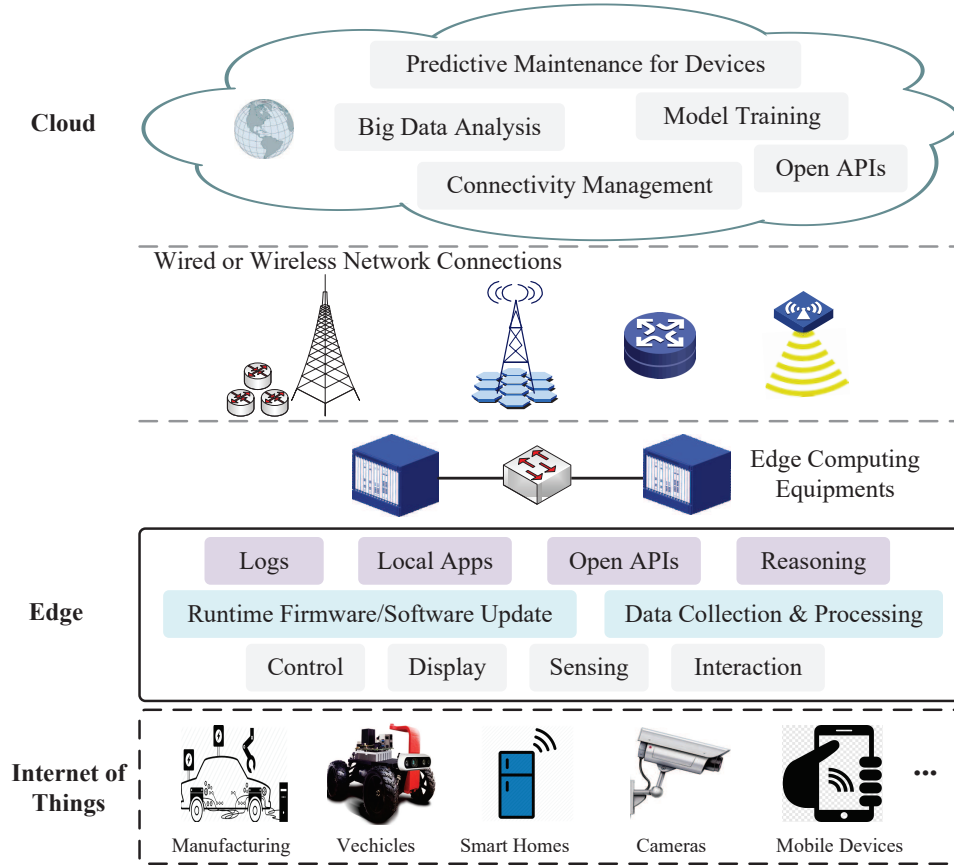 Predictive Maintenance for Devices
Cloud
Big Data Analysis
Model Training
Connectivity Management
Open APIs
Wired or Wireless Network Connections
Edge Computing
Equipments
Logs
Local Apps
Open APIs
Reasoning
Edge
Runtime Firmware/Software Update
Data Collection & Processing
Control
Display
Sensing
Interaction
Internet of
Things
...
Manufacturing
Vechicles
Smart Homes
Cameras
Mobile Devices